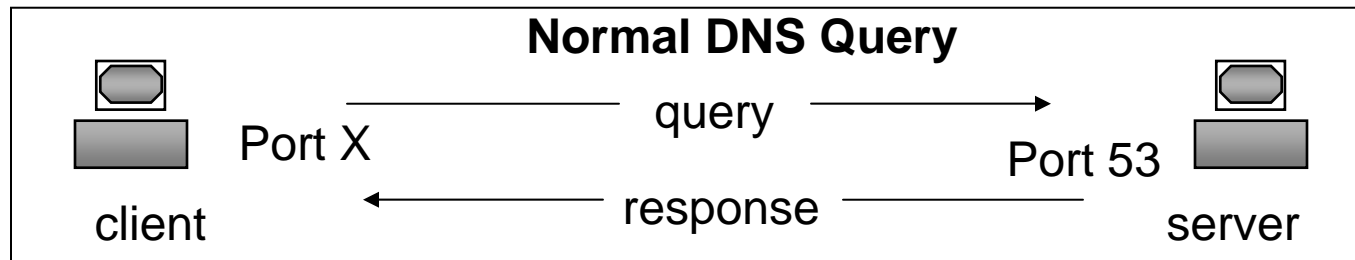 Normal DNS Query
query
Port X
Port 53
response
client
server